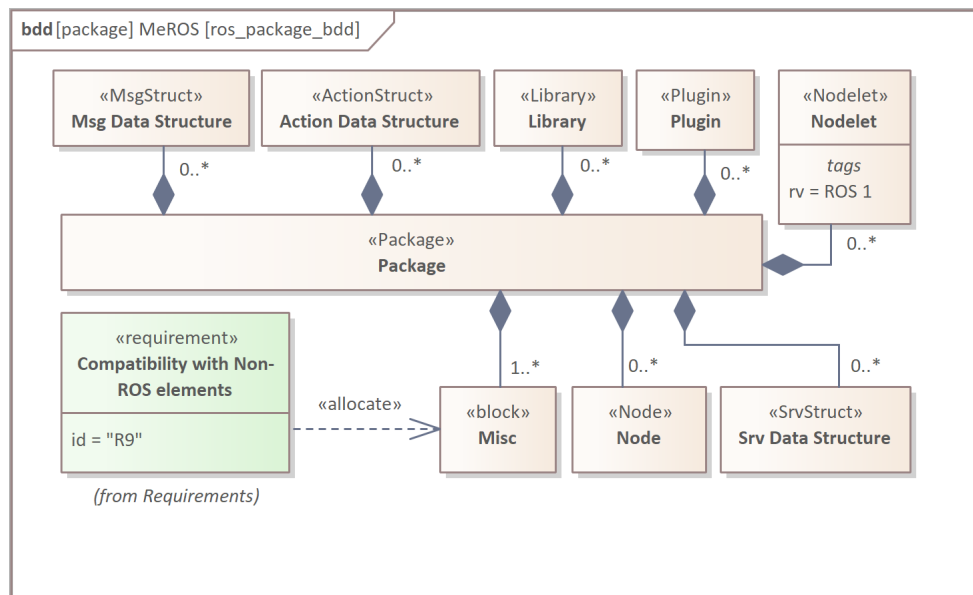 bdd [package] MeROS [ros_package_bdd]
«MsgStruct»
Msg Data Structure
«ActionStruct»
Action Data Structure
«Library»
Library
«Plugin»
Plugin
«Nodelet»
Nodelet
tags
rv = ROS 1
0..*
0..*
0..*
0..*
0..*
«Package»
Package
«requirement»
Compatibility with Non-
ROS elements
id = "R9"
(from Requirements)
«allocate»
1..*
0..*
0..*
«block»
Misc
«Node»
Node
«SrvStruct»
Srv Data Structure